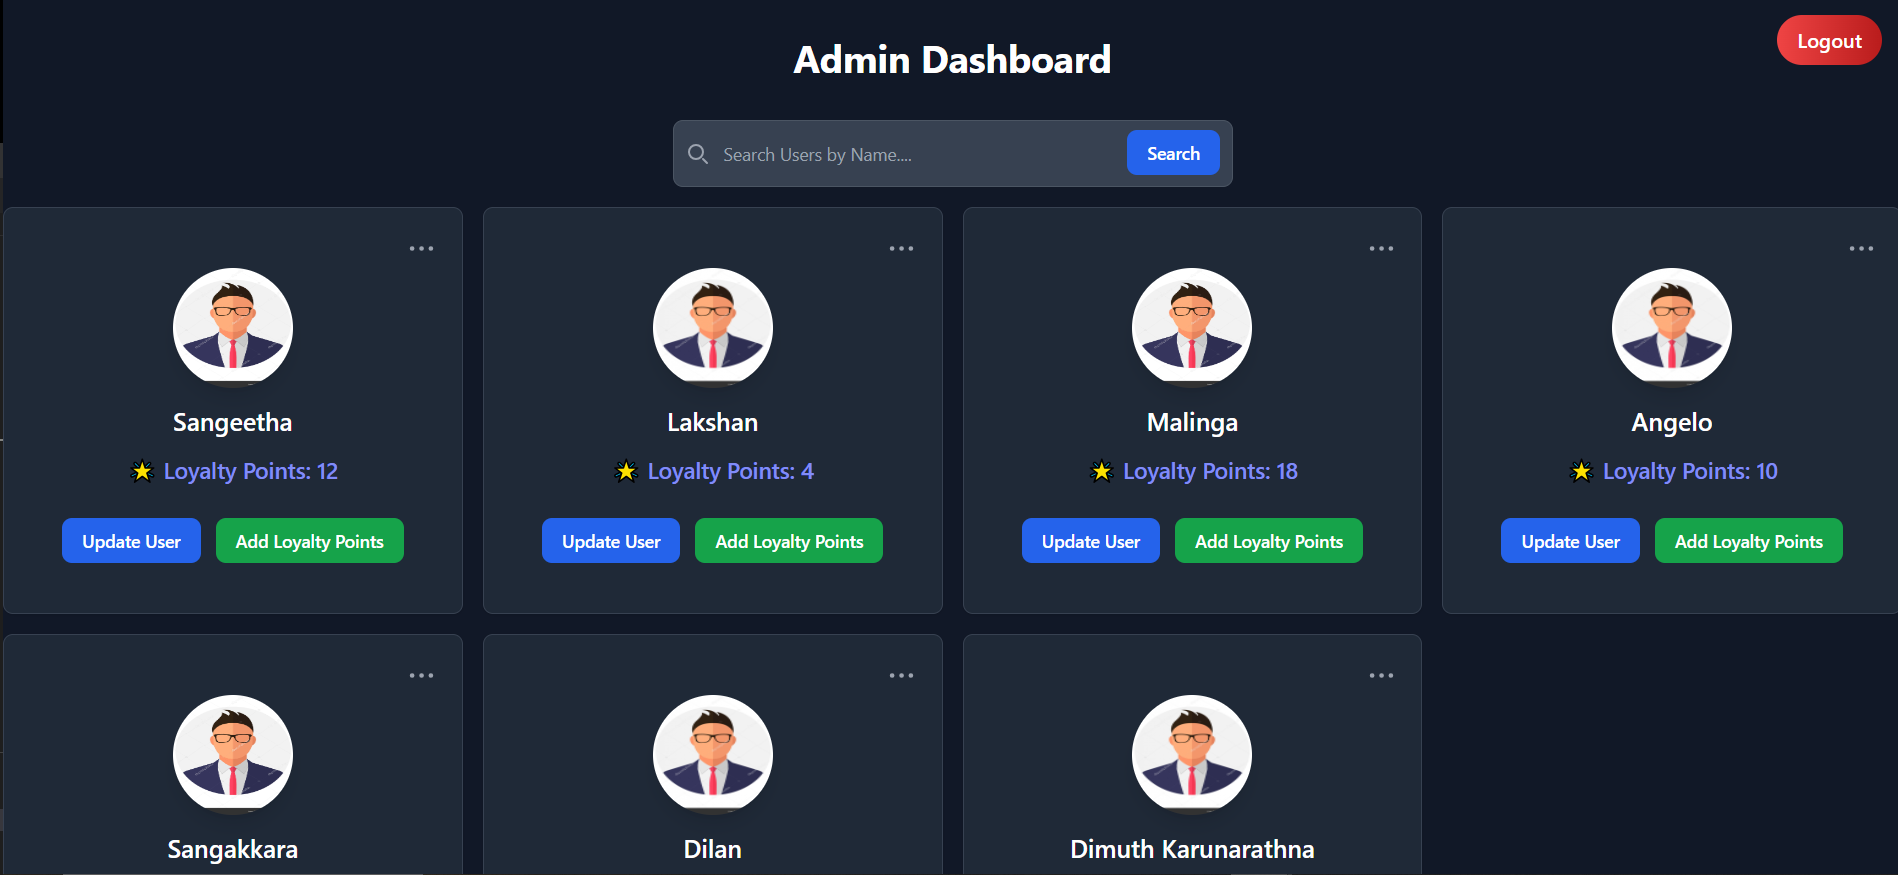 Logout
Admin Dashboard
Search Users by Name....
Search
Sangeetha
Loyalty Points: 12
Update User
Add Loyalty Points
Lakshan
Loyalty Points: 4
Update User
Add Loyalty Points
Malinga
Loyalty Points: 18
Update User
Add Loyalty Points
Angelo
Loyalty Points: 10
Update User
Add Loyalty Points
Sangakkara
Dilan
Dimuth Karunarathna